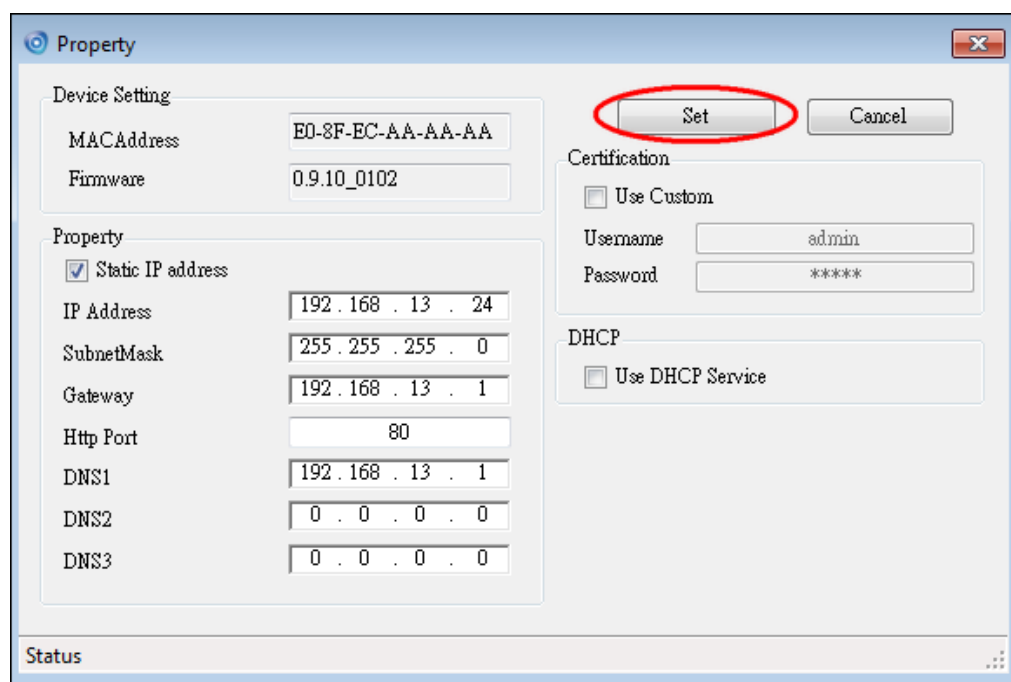 Property
Device Setting
MACAddress E0-8F-EC-AA-AA-AA
Firmware 0.9.10_0102
Property
Static IP address
IP Address 192 . 168 . 13 . 24
SubnetMask 255 . 255 . 255 . 0
Gateway 192 . 168 . 13 . 1
Http Port 80
DNS1 192 . 168 . 13 . 1
DNS2 0 . 0 . 0 . 0
DNS3 0 . 0 . 0 . 0
Set Cancel
Certification
Use Custom
Username admin
Password *****
DHCP
Use DHCP Service
Status